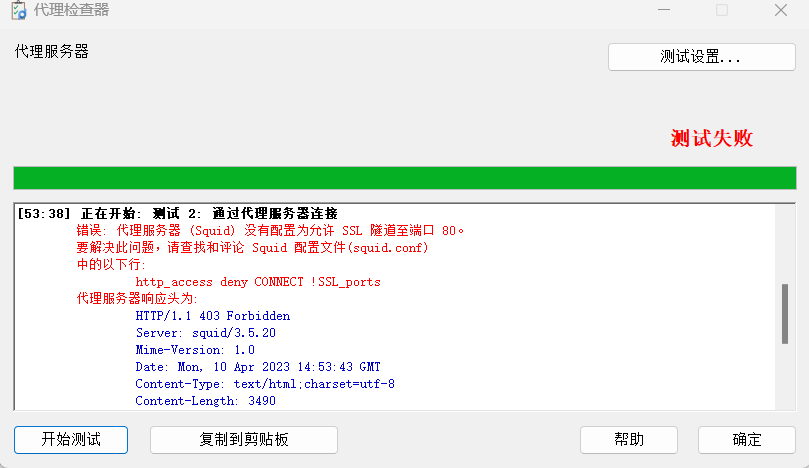 代理检查器
代理服务器
测试设置...
测试失败
[53:38] 正在开始: 测试 2: 通过代理服务器连接
错误: 代理服务器 (Squid) 没有配置为允许 SSL 隧道至端口 80。
要解决此问题，请查找和评论 Squid 配置文件(squid.conf)
中的以下行:
http_access deny CONNECT !SSL_ports
代理服务器响应头为:
HTTP/1.1 403 Forbidden
Server: squid/3.5.20
Mime-Version: 1.0
Date: Mon, 10 Apr 2023 14:53:43 GMT
Content-Type: text/html;charset=utf-8
Content-Length: 3490
开始测试 复制到剪贴板 帮助 确定